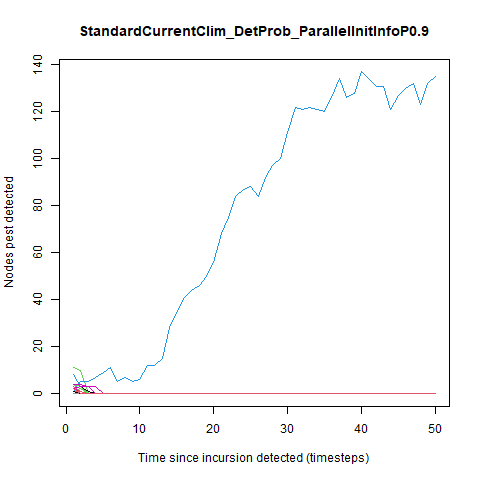 StandardCurrentClim_DetProb_ParallelInitInfoP0.9
140
120
100
80
60
40
20
0
Nodes pest detected
0 10 20 30 40 50
Time since incursion detected (timesteps)